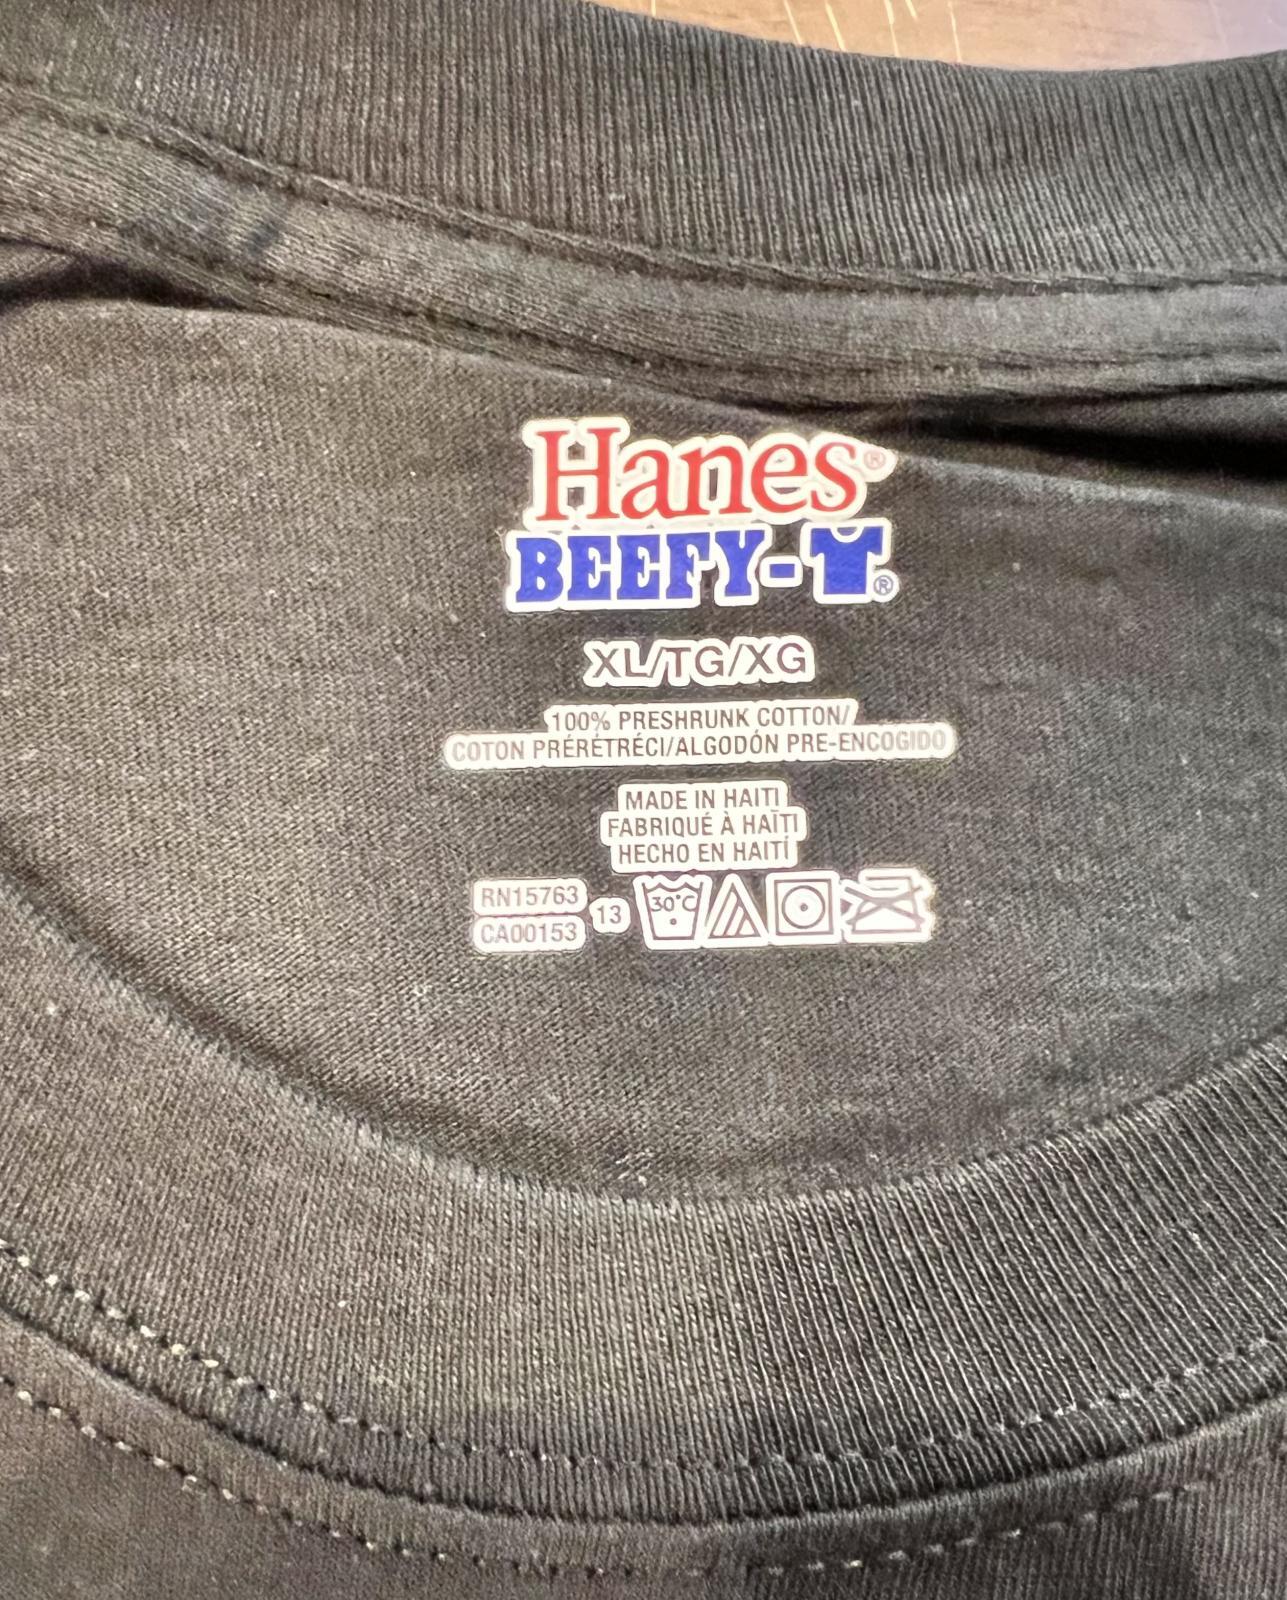 Hanes®
BEEFY-T®
XL/TG/XG
100% PRESHRUNK COTTON/
COTON PRÉRÉTRÉCI/ALGODÓN PRE-ENCOGIDO
MADE IN HAITI
FABRIQUÉ À HAÏTI
HECHO EN HAITÍ
RN15763
CA00153
13
30°C